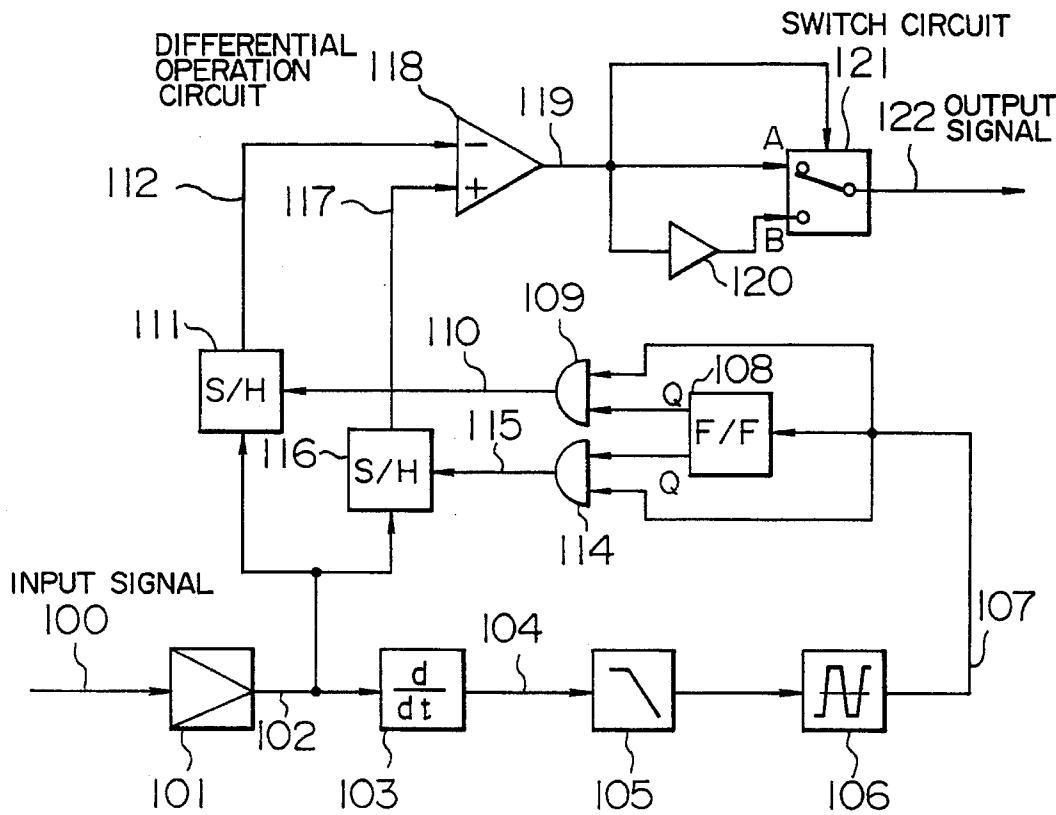 DIFFERENTIAL
OPERATION
CIRCUIT
118
119
SWITCH CIRCUIT
121
122
OUTPUT
SIGNAL
A
B
-
+
112
117
120
109
111
110
S/H
Q
108
F/F
116
115
S/H
Q
114
INPUT SIGNAL
100
107
104
d
dt
102
101
103
105
106